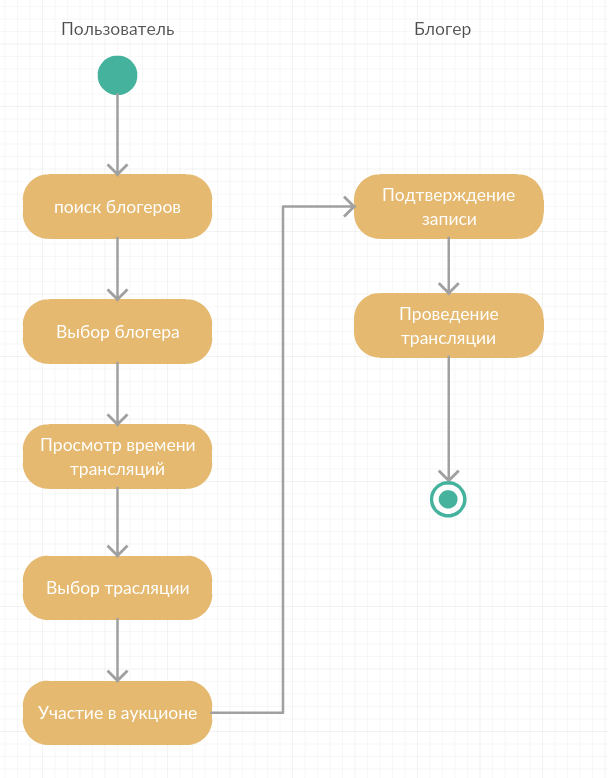 Пользователь
Блогер
поиск блогеров
Выбор блогера
Просмотр времени
трансляций
Выбор трасляции
Участие в аукционе
Подтверждение
записи
Проведение
трансляции